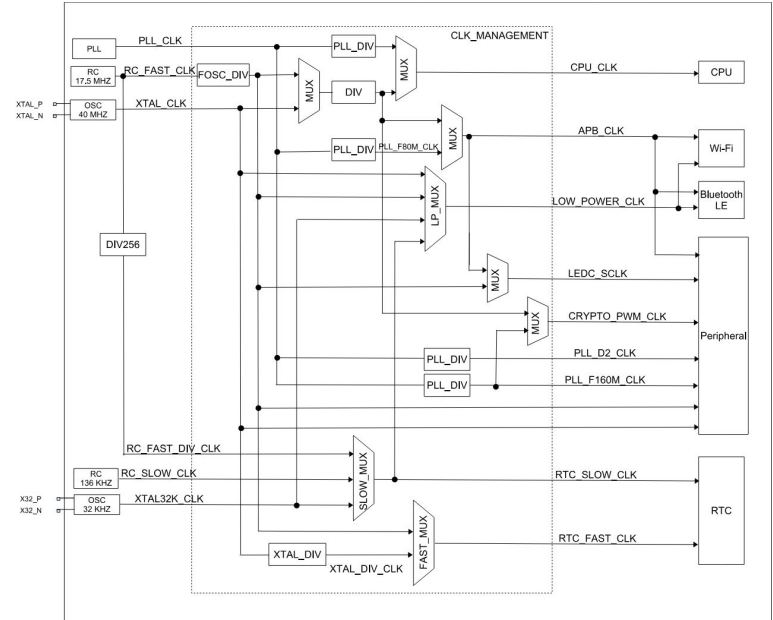 CLK_MANAGEMENT
PLL
PLL_CLK
PLL_DIV
MUX
CPU_CLK
CPU
RC
17.5 MHZ
RC_FAST_CLK
FOSC_DIV
MUX
DIV
XTAL_P
XTAL_N
OSC
40 MHZ
XTAL_CLK
PLL_DIV
PLL_F80M_CLK
MUX
APB_CLK
Wi-Fi
LP_MUX
LOW_POWER_CLK
Bluetooth
LE
DIV256
MUX
LEDC_SCLK
MUX
CRYPTO_PWM_CLK
Peripheral
PLL_DIV
PLL_D2_CLK
PLL_DIV
PLL_F160M_CLK
RC_FAST_DIV_CLK
RC
136 KHZ
RC_SLOW_CLK
SLOW_MUX
RTC_SLOW_CLK
X32_P
X32_N
OSC
32 KHZ
XTAL32K_CLK
RTC
FAST_MUX
RTC_FAST_CLK
XTAL_DIV
XTAL_DIV_CLK